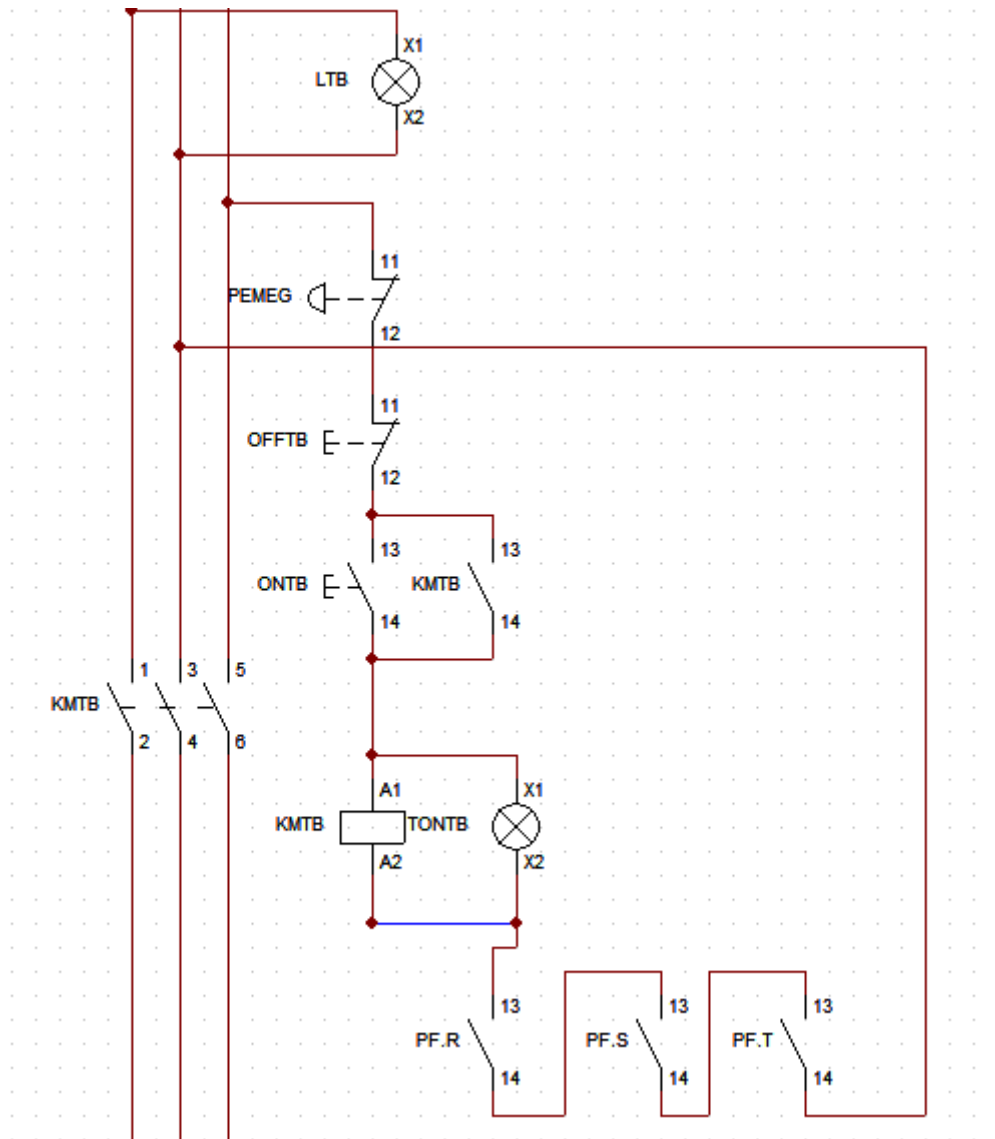 X1
LTB
X2
11
PEMEG
12
11
OFFTB
12
13 13
ONTB KMTB
14 14
1 3 5
KMTB
2 4 6
A1 X1
KMTB TONTB
A2 X2
13 13 13
PF.R PF.S PF.T
14 14 14